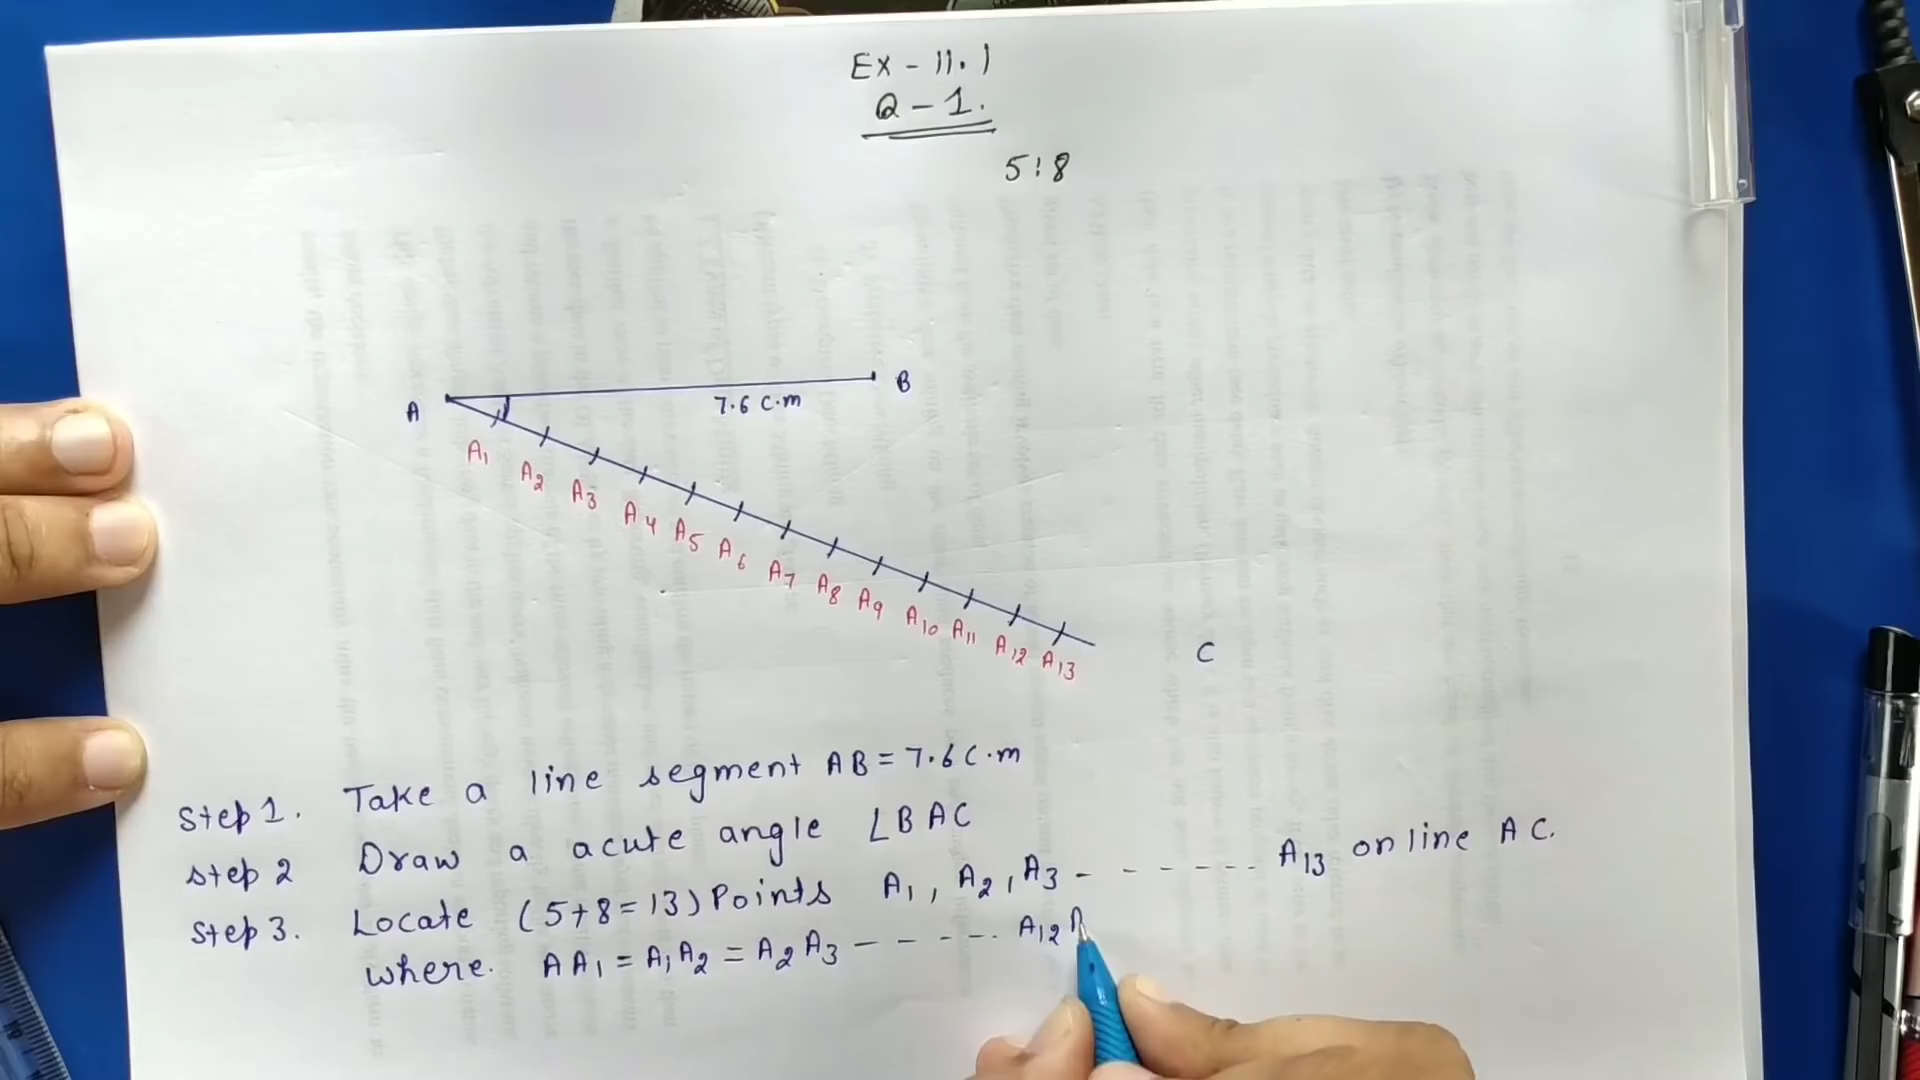 Ex - 11.1
Q - 1.
5:8
A
B
7.6 C.m
A1
A2
A3
A4
A5
A6
A7
A8
A9
A10
A11
A12
A13
C
Step 1. Take a line segment AB = 7.6 C.m
Step 2 Draw a acute angle ∠BAC
Step 3. Locate (5+8=13) Points A1, A2, A3 - - - - - - A13 on line AC.
where. AA1 = A1A2 = A2A3 - - - - -. A12